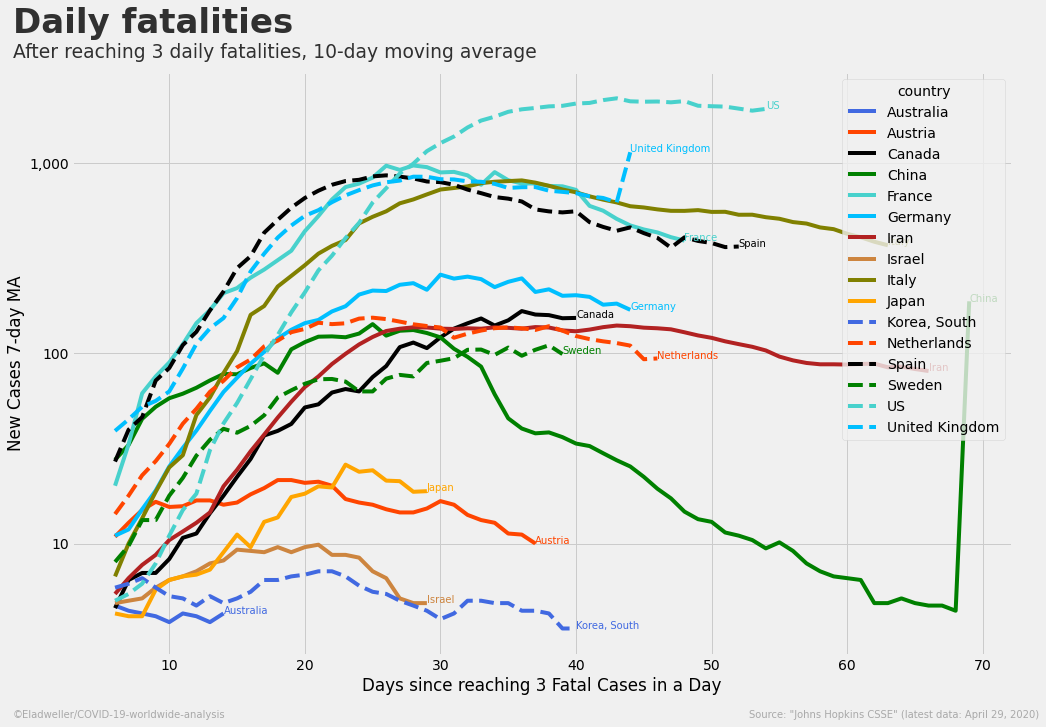 Daily fatalities
After reaching 3 daily fatalities, 10-day moving average
New Cases 7-day MA
1,000
100
10
10
20
30
40
50
60
70
Days since reaching 3 Fatal Cases in a Day
US
United Kingdom
France
Spain
China
Germany
Canada
Sweden
Netherlands
Iran
Japan
Austria
Israel
Australia
Korea, South
country
Australia
Austria
Canada
China
France
Germany
Iran
Israel
Italy
Japan
Korea, South
Netherlands
Spain
Sweden
US
United Kingdom
©Eladweller/COVID-19-worldwide-analysis
Source: "Johns Hopkins CSSE" (latest data: April 29, 2020)